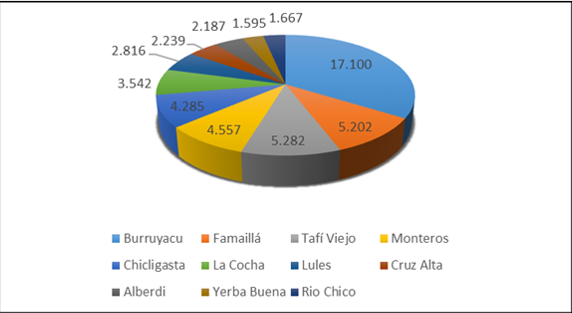 2.187 1.595 1.667
2.239
2.816
3.542
17.100
4.285
4.557
5.282
5.202
Burruyacu Famaillá Tafí Viejo Monteros
Chicligasta La Cocha Lules Cruz Alta
Alberdi Yerba Buena Rio Chico